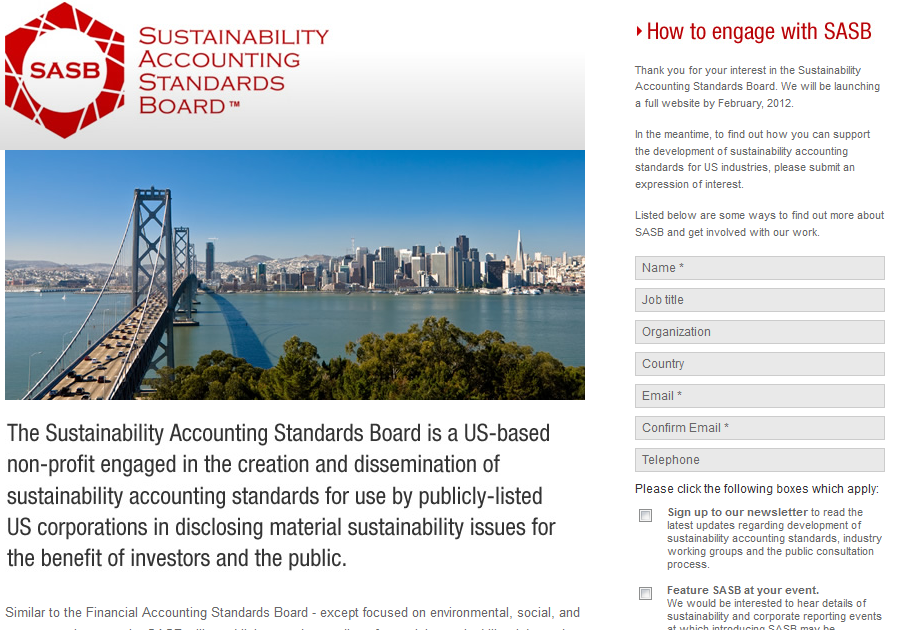 SASB
SUSTAINABILITY
ACCOUNTING
STANDARDS
BOARD™
The Sustainability Accounting Standards Board is a US-based
non-profit engaged in the creation and dissemination of
sustainability accounting standards for use by publicly-listed
US corporations in disclosing material sustainability issues for
the benefit of investors and the public.
Similar to the Financial Accounting Standards Board - except focused on environmental, social, and
How to engage with SASB
Thank you for your interest in the Sustainability
Accounting Standards Board. We will be launching
a full website by February, 2012.
In the meantime, to find out how you can support
the development of sustainability accounting
standards for US industries, please submit an
expression of interest.
Listed below are some ways to find out more about
SASB and get involved with our work.
Name *
Job title
Organization
Country
Email *
Confirm Email *
Telephone
Please click the following boxes which apply:
Sign up to our newsletter to read the
latest updates regarding development of
sustainability accounting standards, industry
working groups and the public consultation
process.
Feature SASB at your event.
We would be interested to hear details of
sustainability and corporate reporting events
at which introducing SASB may be